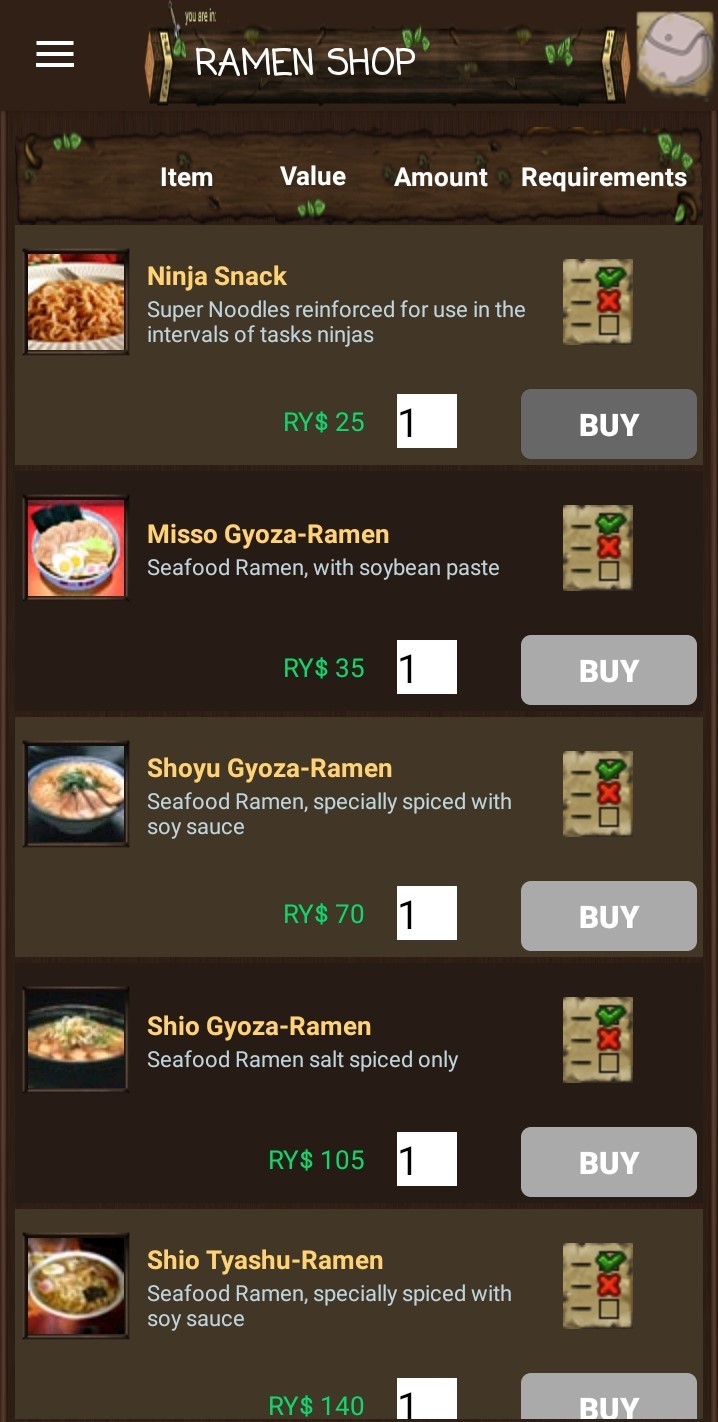 you are in:
RAMEN SHOP
Item Value Amount Requirements
Ninja Snack
Super Noodles reinforced for use in the
intervals of tasks ninjas
RY$ 25 1 BUY
Misso Gyoza-Ramen
Seafood Ramen, with soybean paste
RY$ 35 1 BUY
Shoyu Gyoza-Ramen
Seafood Ramen, specially spiced with
soy sauce
RY$ 70 1 BUY
Shio Gyoza-Ramen
Seafood Ramen salt spiced only
RY$ 105 1 BUY
Shio Tyashu-Ramen
Seafood Ramen, specially spiced with
soy sauce
RY$ 140 1 BUY